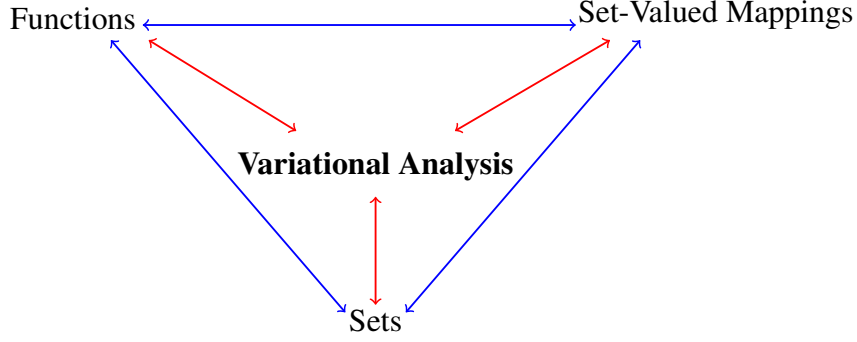 Functions
Set-Valued Mappings
Variational Analysis
Sets